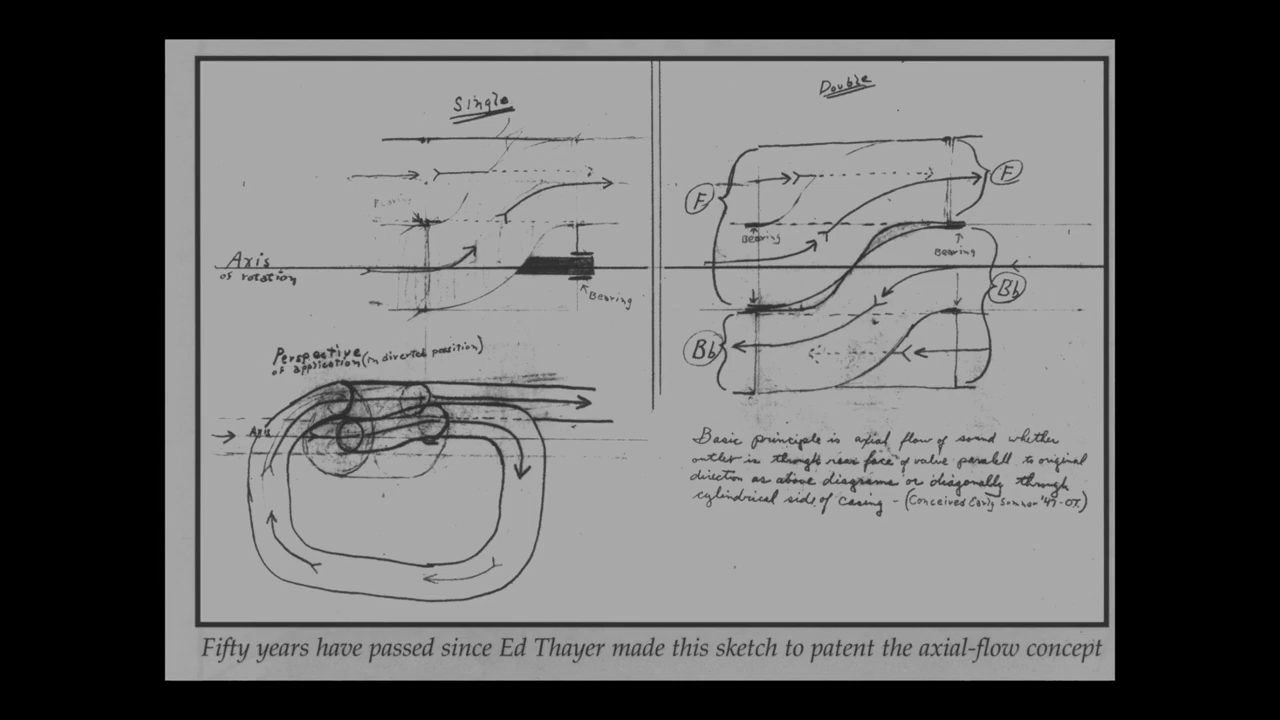 Single
Double
F
F
Bearing
Bearing
Axis
of rotation
Bearing
Bearing
Bb
Bb
Perspective
of application (in diverted position)
Axis
Basic principle is axial flow of sound whether
outlet is through rear face of valve paralell to original
direction as above diagrams or diagonally through
cylindrical side of casing - (Conceived Early Summer '47
Fifty years have passed since Ed Thayer made this sketch to patent the axial-flow concept